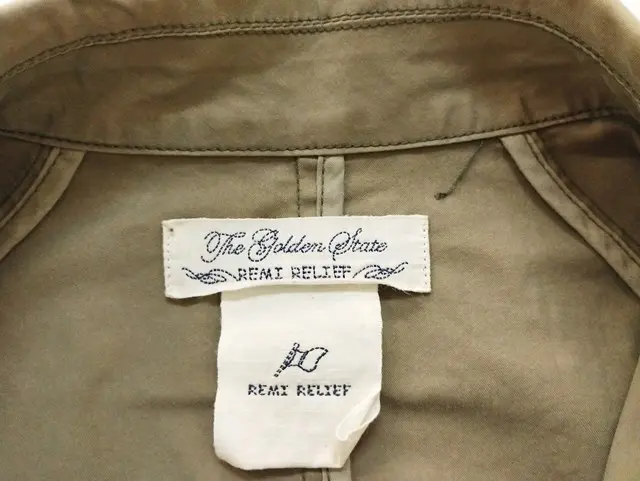 The Golden State
REMI RELIEF
REMI RELIEF